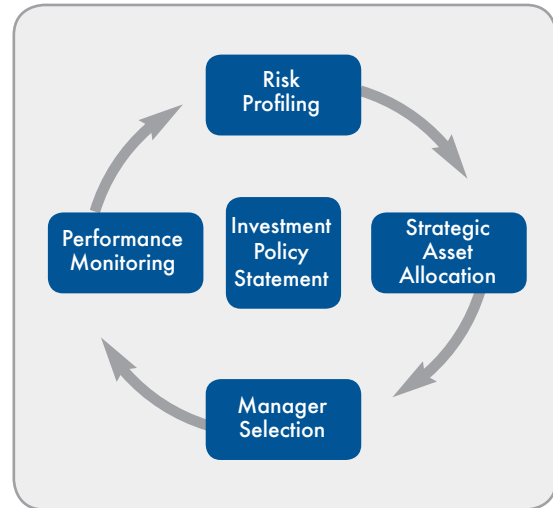 Risk
Profiling
Performance
Monitoring
Investment
Policy
Statement
Strategic
Asset
Allocation
Manager
Selection